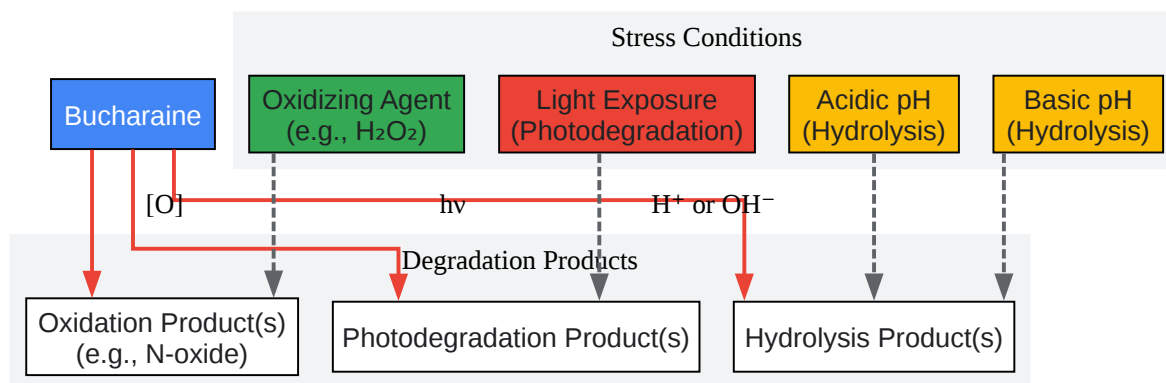 Stress Conditions
Bucharaine
Oxidizing Agent
(e.g., H₂O₂)
Light Exposure
(Photodegradation)
Acidic pH
(Hydrolysis)
Basic pH
(Hydrolysis)
[O]
hν
H⁺ or OH⁻
Degradation Products
Oxidation Product(s)
(e.g., N-oxide)
Photodegradation Product(s)
Hydrolysis Product(s)